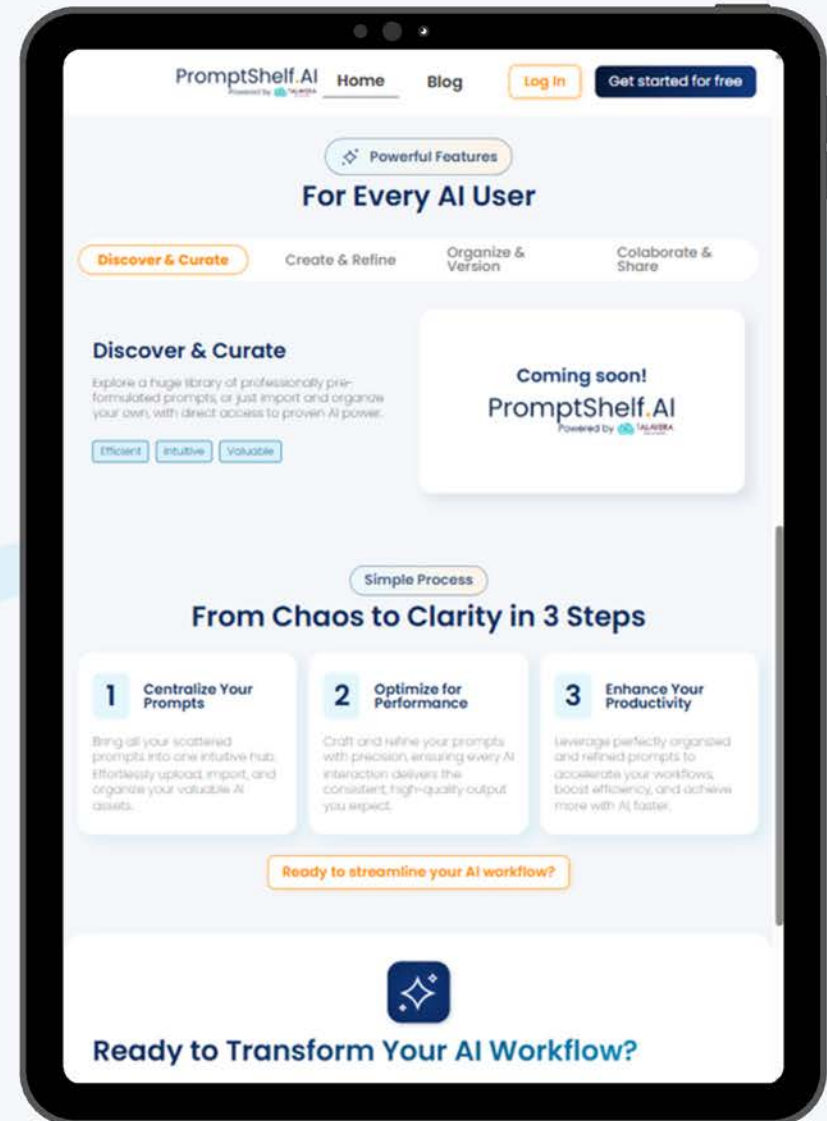 PromptShelf.AI
Powered by TALAVERA
Home
Blog
Log In
Get started for free
Powerful Features
For Every AI User
Discover & Curate
Create & Refine
Organize &
Version
Colaborate &
Share
Discover & Curate
Explore a huge library of professionally pre-
formulated prompts, or just import and organize
your own, with direct access to proven AI power.
Efficient
Intuitive
Valuable
Coming soon!
PromptShelf.AI
Powered by TALAVERA
Simple Process
From Chaos to Clarity in 3 Steps
1
Centralize Your
Prompts
Bring all your scattered
prompts into one intuitive hub.
Effortlessly upload, import, and
organize your valuable AI
assets.
2
Optimize for
Performance
Craft and refine your prompts
with precision, ensuring every AI
interaction delivers the
consistent, high-quality output
you expect.
3
Enhance Your
Productivity
Leverage perfectly organized
and refined prompts to
accelerate your workflows,
boost efficiency, and achieve
more with AI, faster.
Ready to streamline your AI workflow?
Ready to Transform Your AI Workflow?